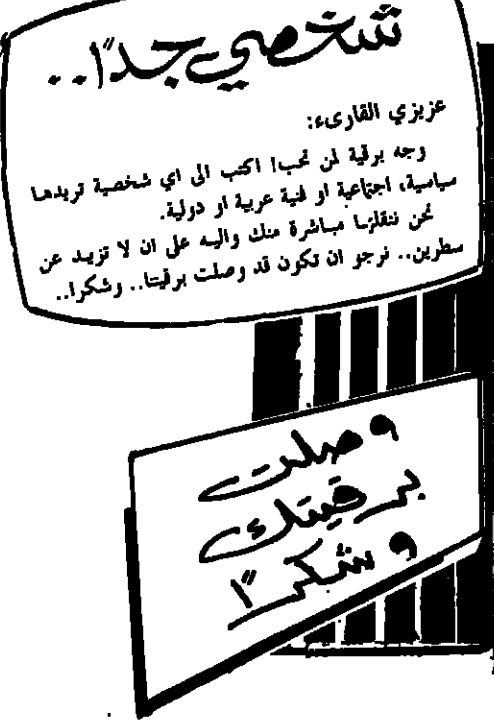 شخصي جداً..
عزيزي القارىء:
وجه برقية لمن تحب! اكتب الى اي شخصية تريدها
سياسية، اجتماعية او فنية عربية او دولية.
نحن ننقلها مباشرة منك واليه على ان لا تزيد عن
سطرين.. نرجو ان تكون قد وصلت برقيتنا.. وشكرا..
وصلت
برقيتك
وشكراً